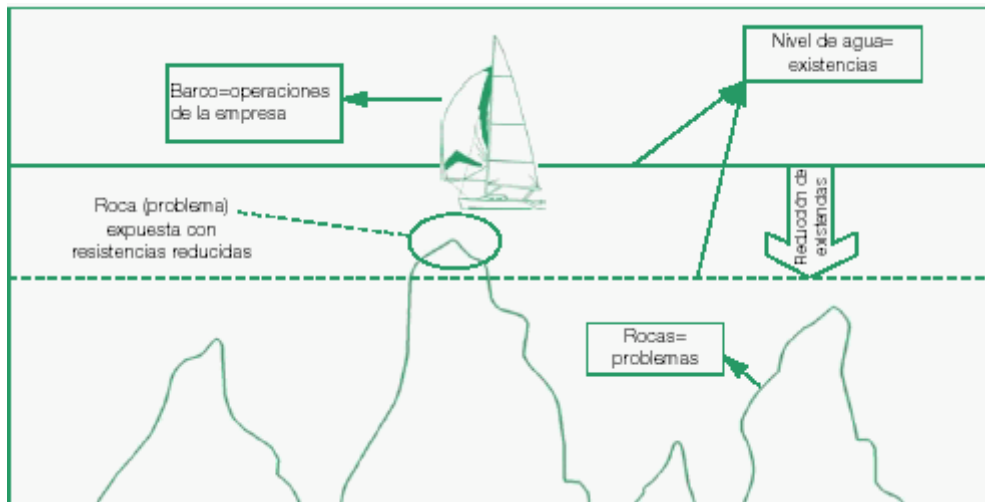 Nivel de agua=
existencias
Barco=operaciones
de la empresa
Roca (problema)
expuesta con
resistencias reducidas
Reducción de
existendas
Rocas=
problemas